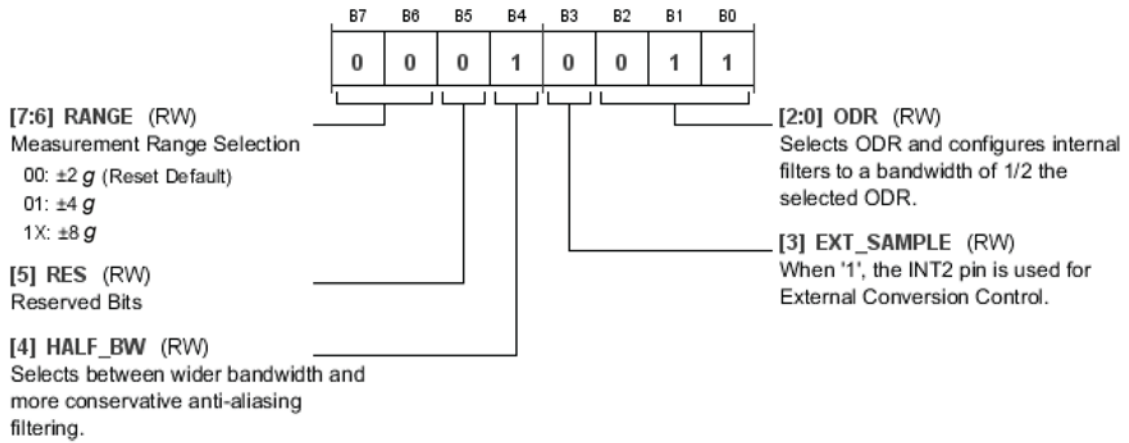 B7 B6 B5 B4 B3 B2 B1 B0
0 0 0 1 0 0 1 1
[7:6] RANGE (RW)
Measurement Range Selection
00: ±2 g (Reset Default)
01: ±4 g
1X: ±8 g
[5] RES (RW)
Reserved Bits
[4] HALF_BW (RW)
Selects between wider bandwidth and
more conservative anti-aliasing
filtering.
[2:0] ODR (RW)
Selects ODR and configures internal
filters to a bandwidth of 1/2 the
selected ODR.
[3] EXT_SAMPLE (RW)
When '1', the INT2 pin is used for
External Conversion Control.